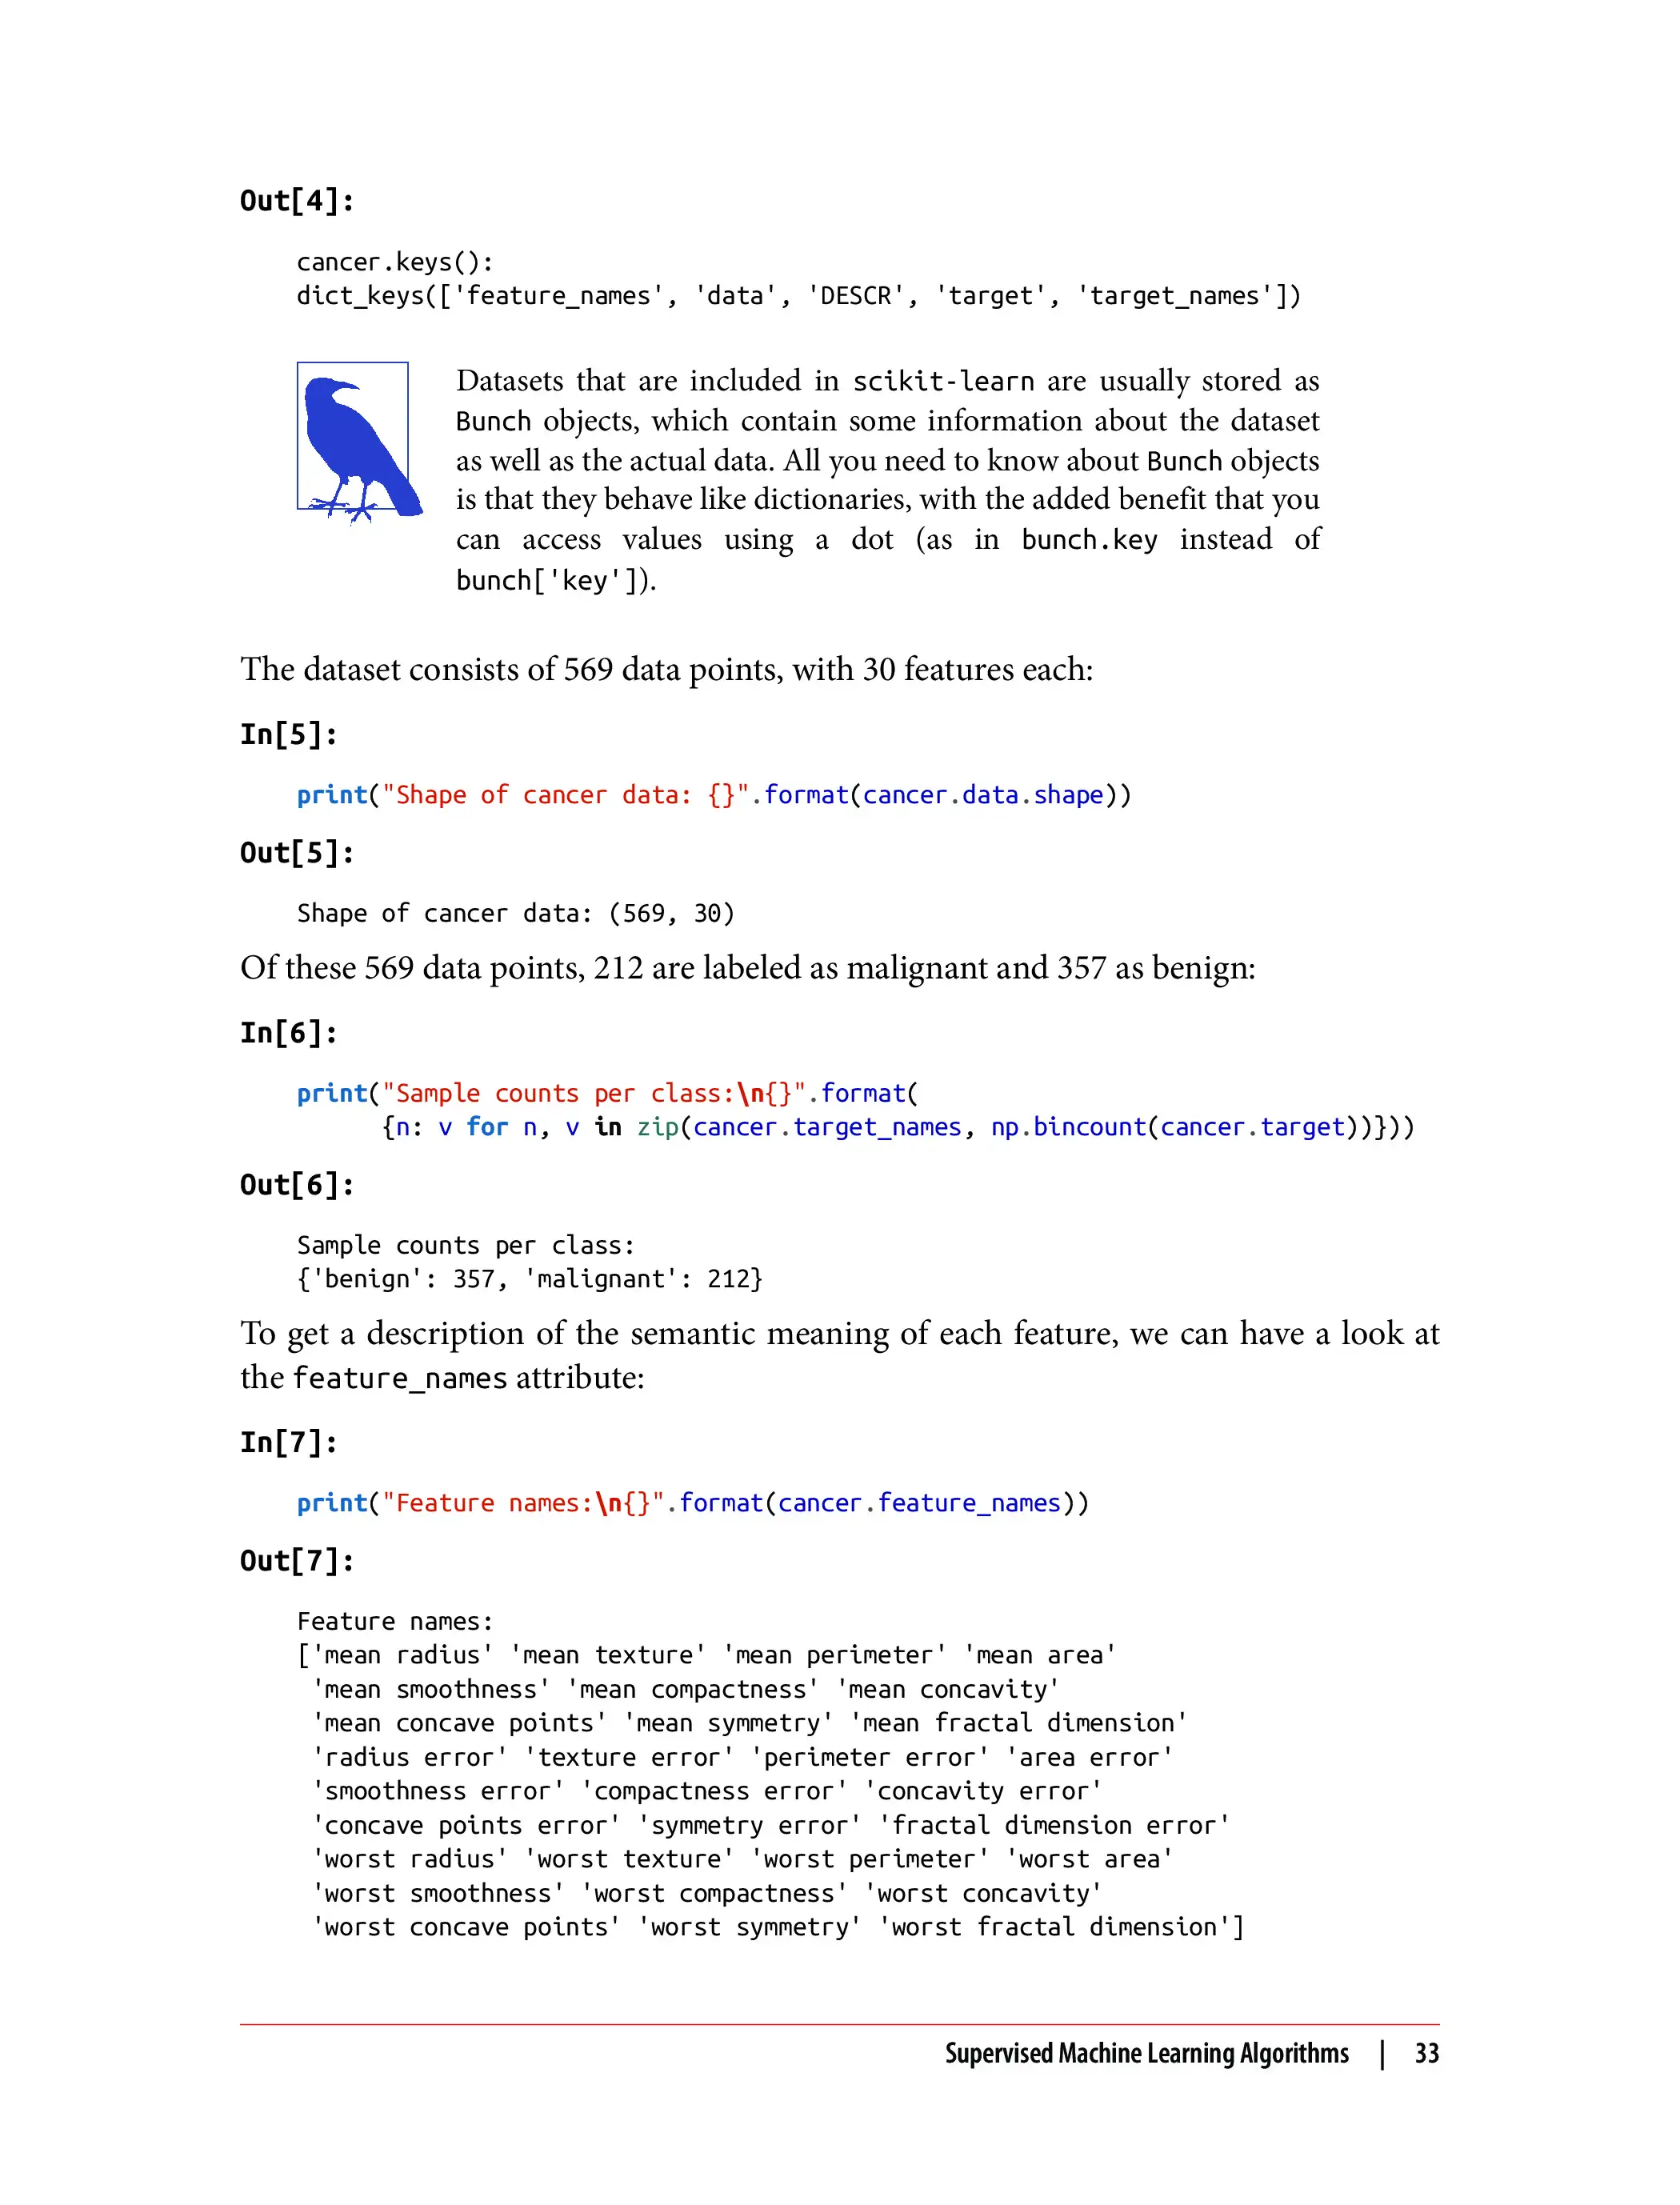 Out[4]:
cancer.keys():
dict_keys(['feature_names', 'data', 'DESCR', 'target', 'target_names'])
Datasets that are included in scikit-learn are usually stored as
Bunch objects, which contain some information about the dataset
as well as the actual data. All you need to know about Bunch objects
is that they behave like dictionaries, with the added benefit that you
can access values using a dot (as in bunch.key instead of
bunch['key']).
The dataset consists of 569 data points, with 30 features each:
In[5]:
print("Shape of cancer data: {}".format(cancer.data.shape))
Out[5]:
Shape of cancer data: (569, 30)
Of these 569 data points, 212 are labeled as malignant and 357 as benign:
In[6]:
print("Sample counts per class:\n{}".format(
      {n: v for n, v in zip(cancer.target_names, np.bincount(cancer.target))}))
Out[6]:
Sample counts per class:
{'benign': 357, 'malignant': 212}
To get a description of the semantic meaning of each feature, we can have a look at
the feature_names attribute:
In[7]:
print("Feature names:\n{}".format(cancer.feature_names))
Out[7]:
Feature names:
['mean radius' 'mean texture' 'mean perimeter' 'mean area'
 'mean smoothness' 'mean compactness' 'mean concavity'
 'mean concave points' 'mean symmetry' 'mean fractal dimension'
 'radius error' 'texture error' 'perimeter error' 'area error'
 'smoothness error' 'compactness error' 'concavity error'
 'concave points error' 'symmetry error' 'fractal dimension error'
 'worst radius' 'worst texture' 'worst perimeter' 'worst area'
 'worst smoothness' 'worst compactness' 'worst concavity'
 'worst concave points' 'worst symmetry' 'worst fractal dimension']
Supervised Machine Learning Algorithms | 33